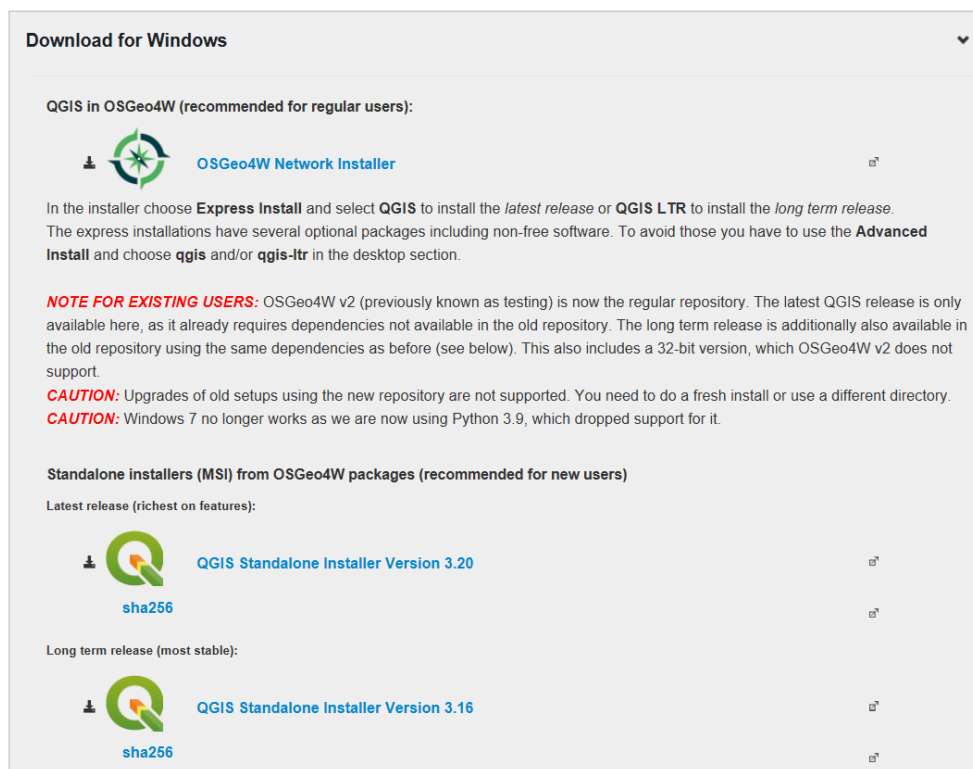 Download for Windows
QGIS in OSGeo4W (recommended for regular users):
OSGeo4W Network Installer
In the installer choose Express Install and select QGIS to install the latest release or QGIS LTR to install the long term release.
The express installations have several optional packages including non-free software. To avoid those you have to use the Advanced
Install and choose qgis and/or qgis-ltr in the desktop section.
NOTE FOR EXISTING USERS: OSGeo4W v2 (previously known as testing) is now the regular repository. The latest QGIS release is only
available here, as it already requires dependencies not available in the old repository. The long term release is additionally also available in
the old repository using the same dependencies as before (see below). This also includes a 32-bit version, which OSGeo4W v2 does not
support.
CAUTION: Upgrades of old setups using the new repository are not supported. You need to do a fresh install or use a different directory.
CAUTION: Windows 7 no longer works as we are now using Python 3.9, which dropped support for it.
Standalone installers (MSI) from OSGeo4W packages (recommended for new users)
Latest release (richest on features):
QGIS Standalone Installer Version 3.20
sha256
Long term release (most stable):
QGIS Standalone Installer Version 3.16
sha256